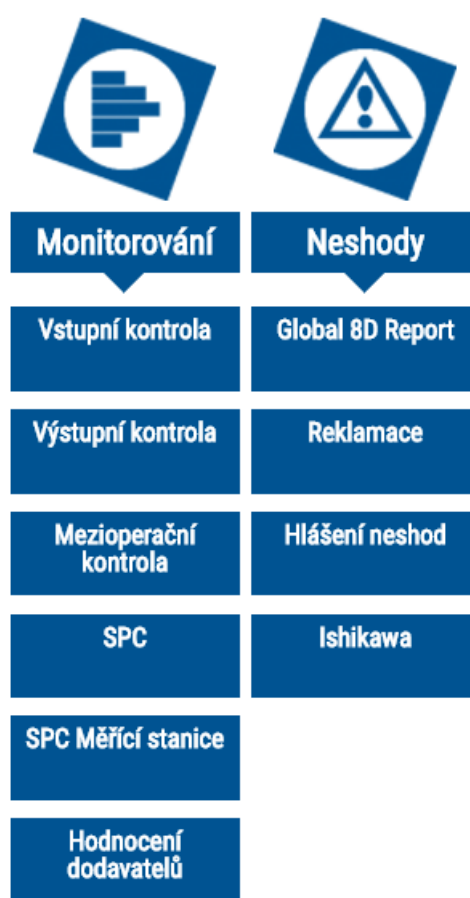 Monitorování
Vstupní kontrola
Výstupní kontrola
Mezioperační
kontrola
SPC
SPC Měřící stanice
Hodnocení
dodavatelů
Neshody
Global 8D Report
Reklamace
Hlášení neshod
Ishikawa